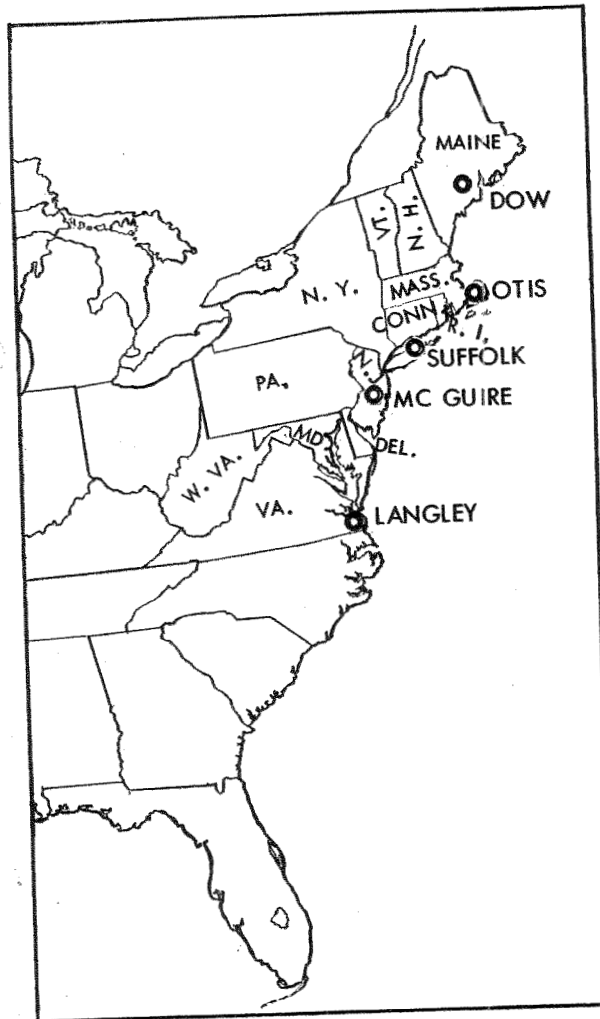 MAINE
DOW
VT.
N. H.
MASS.
OTIS
N. Y.
CONN
R. I.
SUFFOLK
PA.
MC GUIRE
MD.
DEL.
W. VA.
VA.
LANGLEY